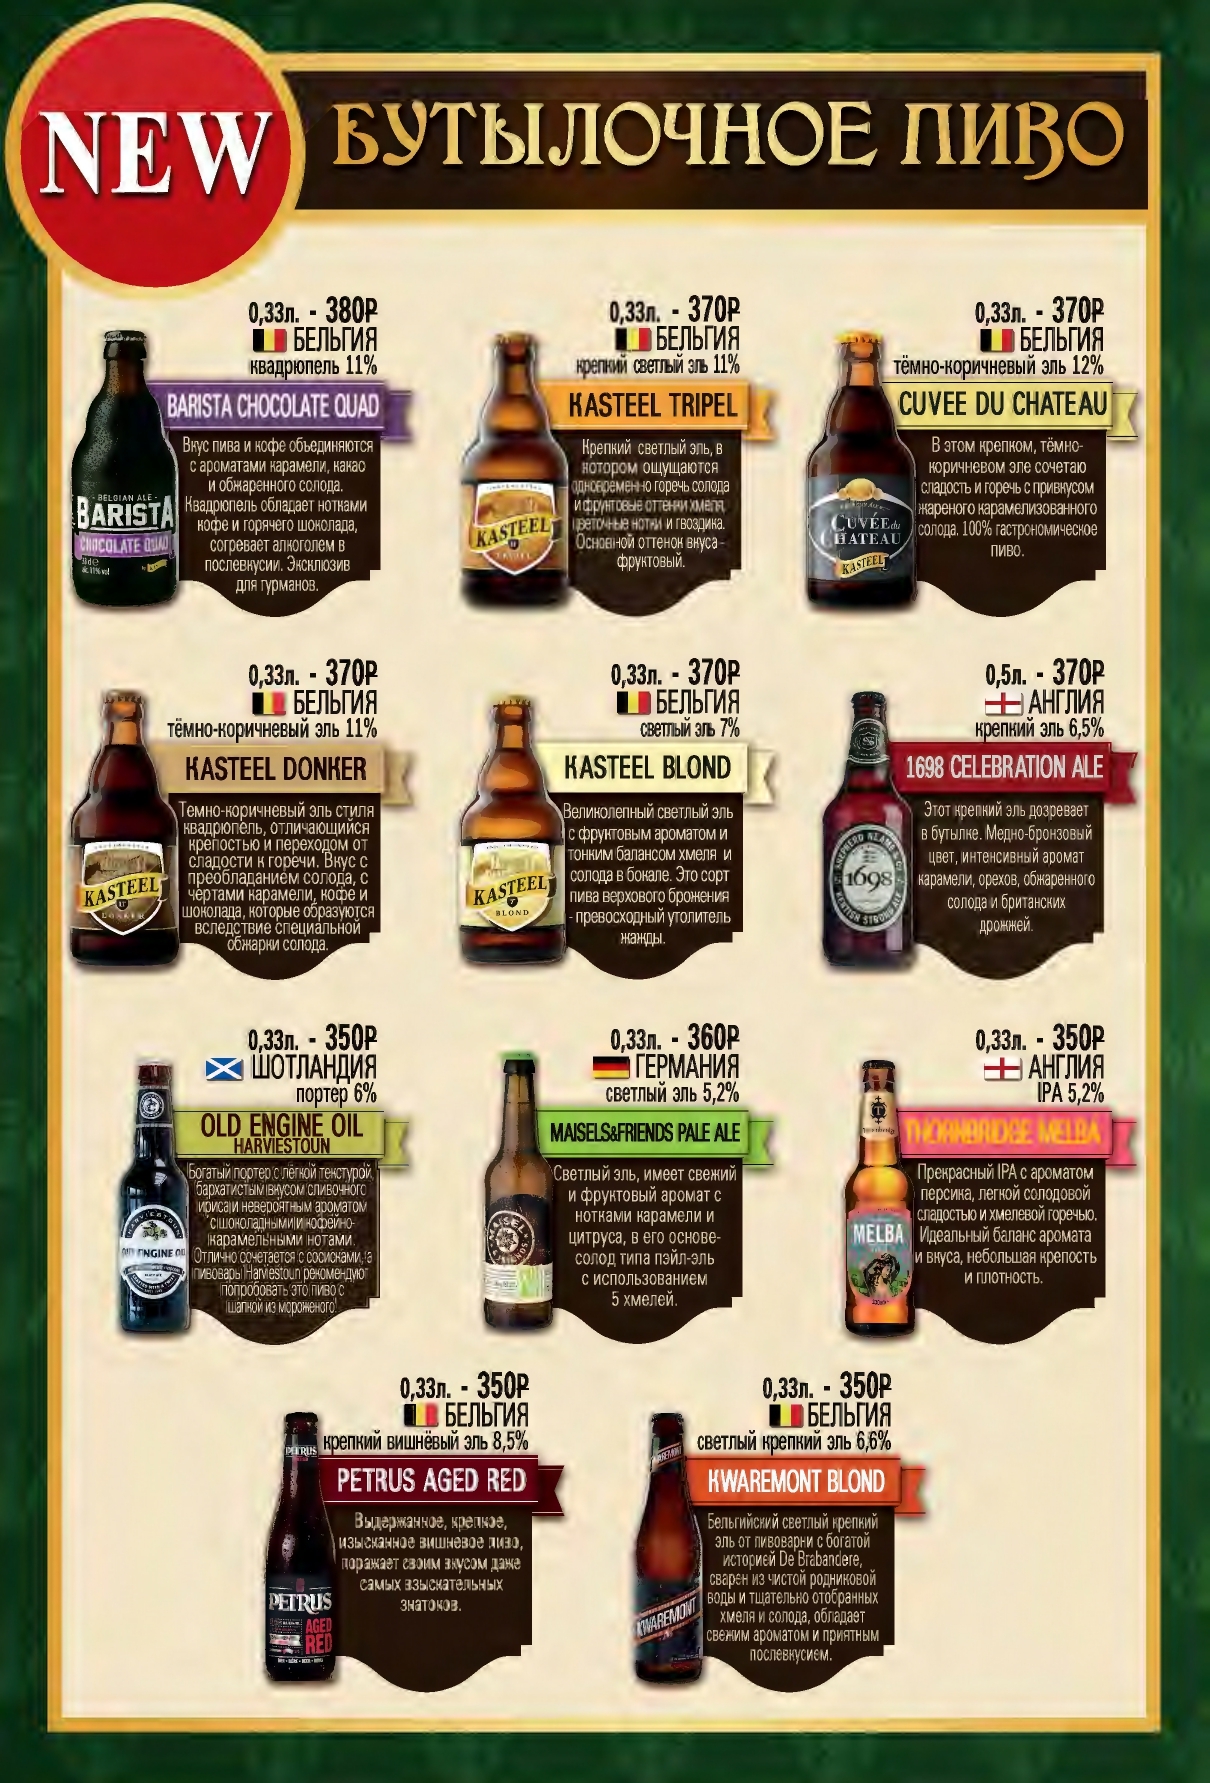 NEW
БУТЫЛОЧНОЕ ПИВО
0,33л. - 380₽
БЕЛЬГИЯ
квадрюпель 11%
BARISTA CHOCOLATE QUAD
Вкус пива и кофе объединяются
с ароматами карамели, какао
и обжаренного солода.
Квадрюпель обладает нотками
кофе и горячего шоколада,
согревает алкоголем в
послевкусии. Эксклюзив
для гурманов.
- BELGIAN ALE -
BARISTA
CHOCOLATE QUAD
0,33л. - 370₽
БЕЛЬГИЯ
крепкий светлый эль 11%
KASTEEL TRIPEL
Крепкий светлый эль, в
котором ощущаются
одновременно горечь солода
и фруктовые оттенки хмеля,
цветочные нотки и гвоздика.
Основной оттенок вкуса -
фруктовый.
KASTEEL
0,33л. - 370₽
БЕЛЬГИЯ
тёмно-коричневый эль 12%
CUVEE DU CHATEAU
В этом крепком, тёмно-
коричневом эле сочетаю
сладость и горечь с привкусом
жареного карамелизованного
солода. 100% гастрономическое
пиво.
CUVÉE du
CHATEAU
KASTEEL
0,33л. - 370₽
БЕЛЬГИЯ
тёмно-коричневый эль 11%
KASTEEL DONKER
Темно-коричневый эль стиля
квадрюпель, отличающийся
крепостью и переходом от
сладости к горечи. Вкус с
преобладанием солода, с
чертами карамели, кофе и
шоколада, которые образуются
вследствие специальной
обжарки солода.
KASTEEL
DONKER
0,33л. - 370₽
БЕЛЬГИЯ
светлый эль 7%
KASTEEL BLOND
Великолепный светлый эль
с фруктовым ароматом и
тонким балансом хмеля и
солода в бокале. Это сорт
пива верхового брожения
- превосходный утолитель
жажды.
KASTEEL
BLOND
0,5л. - 370₽
АНГЛИЯ
крепкий эль 6,5%
1698 CELEBRATION ALE
Этот крепкий эль дозревает
в бутылке. Медно-бронзовый
цвет, интенсивный аромат
карамели, орехов, обжаренного
солода и британских
дрожжей.
SHEPHERD NEAME
1698
KENTISH STRONG ALE
0,33л. - 350₽
ШОТЛАНДИЯ
портер 6%
OLD ENGINE OIL
HARVIESTOUN
Богатый портер с лёгкой текстурой,
бархатистым вкусом сливочного
ириса и невероятным ароматом
с шоколадными и кофейно-
карамельными нотами.
Отлично сочетается с сосисками, а
пивовары Harviestoun рекомендуют
попробовать это пиво с
шапкой из мороженого!
HARVIESTOUN
OLD ENGINE OIL
0,33л. - 360₽
ГЕРМАНИЯ
светлый эль 5,2%
MAISELS&FRIENDS PALE ALE
Светлый эль, имеет свежий
и фруктовый аромат с
нотками карамели и
цитруса, в его основе-
солод типа пэйл-эль
с использованием
5 хмелей.
MAISEL
FRIENDS
0,33л. - 350₽
АНГЛИЯ
IPA 5,2%
THORNBRIDGE MELBA
Прекрасный IPA с ароматом
персика, легкой солодовой
сладостью и хмелевой горечью.
Идеальный баланс аромата
и вкуса, небольшая крепость
и плотность.
MELBA
0,33л. - 350₽
БЕЛЬГИЯ
крепкий вишнёвый эль 8,5%
PETRUS AGED RED
Выдержанное, крепкое,
изысканное вишневое пиво,
поражает своим вкусом даже
самых взыскательных
знатоков.
PETRUS
PETRUS
AGED
RED
0,33л. - 350₽
БЕЛЬГИЯ
светлый крепкий эль 6,6%
KWAREMONT BLOND
Бельгийский светлый крепкий
эль от пивоварни с богатой
историей De Brabandere,
сварен из чистой родниковой
воды и тщательно отобранных
хмеля и солода, обладает
свежим ароматом и приятным
послевкусием.
KWAREMONT
KWAREMONT